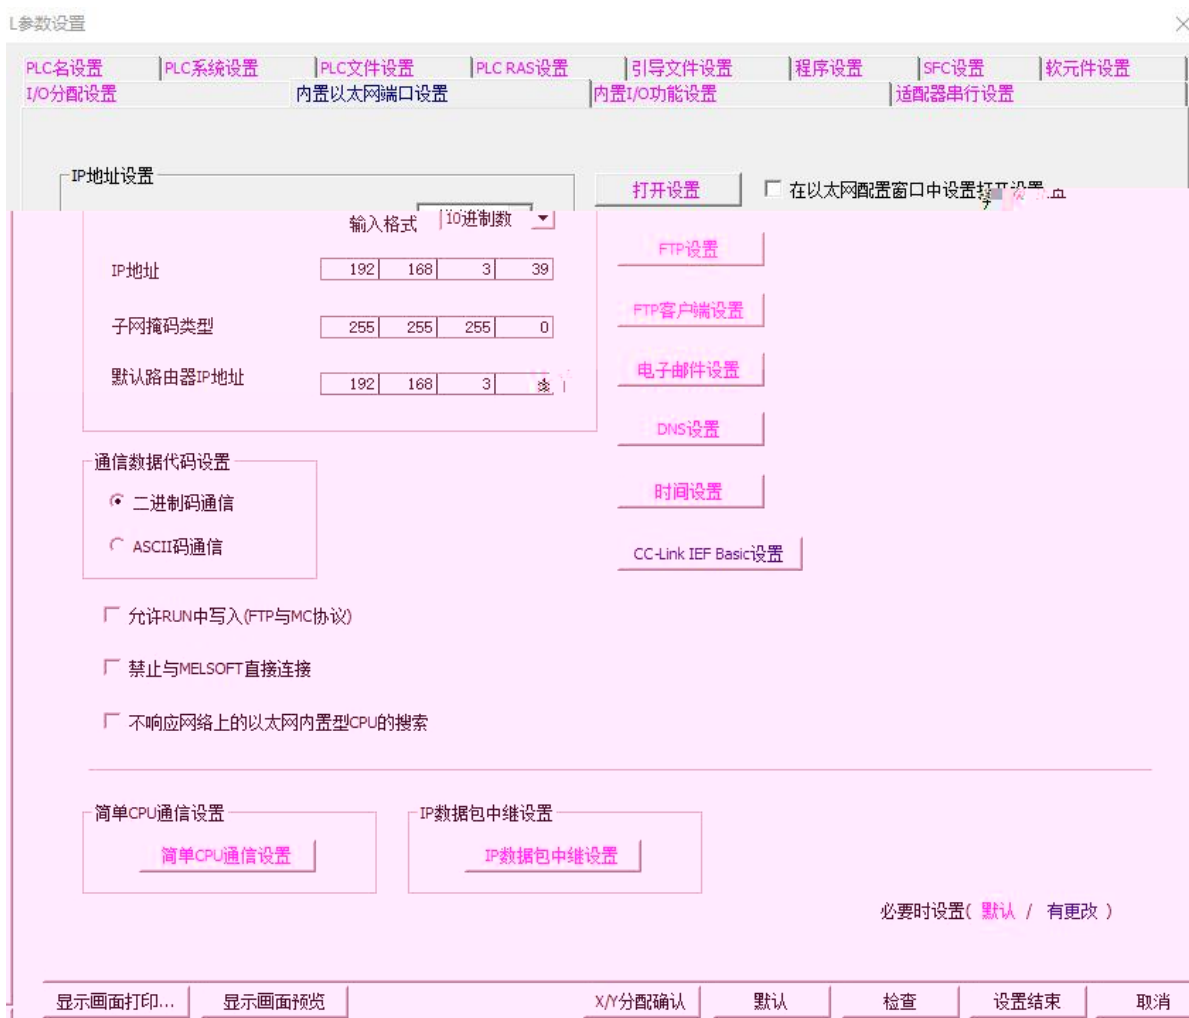 L参数设置
PLC名设置 PLC系统设置 PLC文件设置 PLC RAS设置 引导文件设置 程序设置 SFC设置 软元件设置
I/O分配设置 内置以太网端口设置 内置I/O功能设置 适配器串行设置
IP地址设置
打开设置 在以太网配置窗口中设置打开设置
输入格式 10进制数
FTP设置
IP地址 192 168 3 39
FTP客户端设置
子网掩码类型 255 255 255 0
电子邮件设置
默认路由器IP地址 192 168 3
DNS设置
通信数据代码设置
时间设置
二进制码通信
ASCII码通信
CC-Link IEF Basic设置
允许RUN中写入(FTP与MC协议)
禁止与MELSOFT直接连接
不响应网络上的以太网内置型CPU的搜索
简单CPU通信设置 IP数据包中继设置
简单CPU通信设置 IP数据包中继设置
必要时设置( 默认 / 有更改 )
显示画面打印... 显示画面预览 X/Y分配确认 默认 检查 设置结束 取消